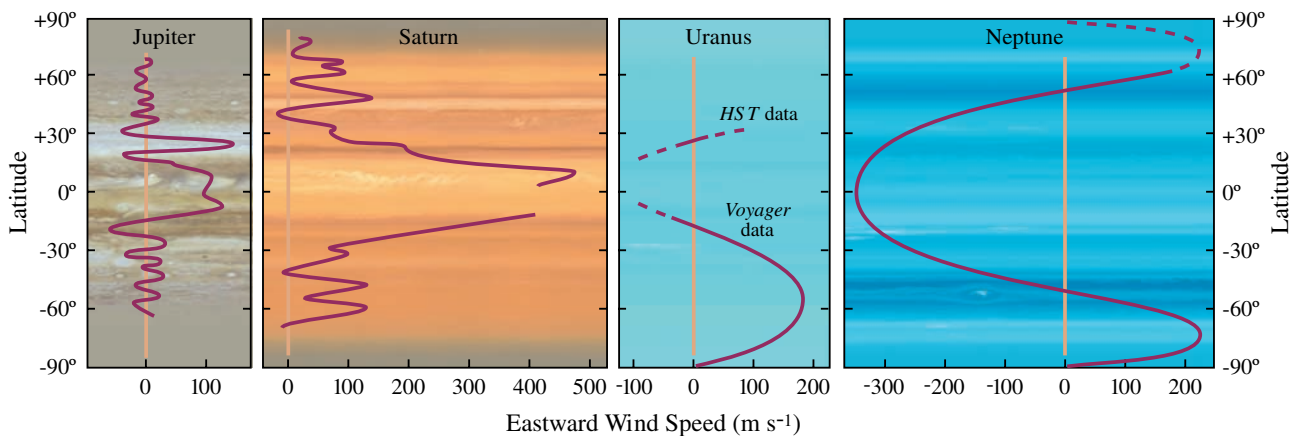 Jupiter
Saturn
Uranus
Neptune
+90º
+60º
+30º
0º
-30º
-60º
-90º
Latitude
HST data
Voyager
data
+90º
+60º
+30º
0º
-30º
-60º
-90º
Latitude
0 100
0 100 200 300 400 500
-100 0 100 200
-300 -200 -100 0 100 200
Eastward Wind Speed (m s⁻¹)